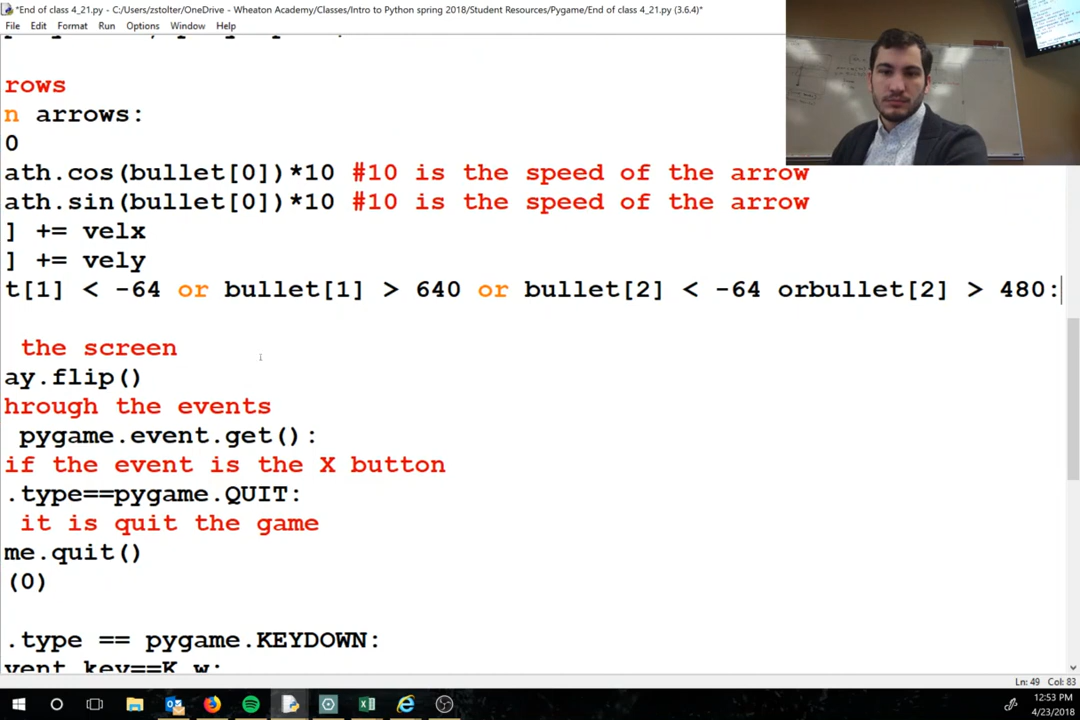 *End of class 4_21.py - C:/Users/zstolter/OneDrive - Wheaton Academy/Classes/Intro to Python spring 2018/Student Resources/Pygame/End of class 4_21.py (3.6.4)*
File Edit Format Run Options Window Help
rows
n arrows:
0
ath.cos(bullet[0])*10 #10 is the speed of the arrow
ath.sin(bullet[0])*10 #10 is the speed of the arrow
] += velx
] += vely
t[1] < -64 or bullet[1] > 640 or bullet[2] < -64 orbullet[2] > 480:
the screen
ay.flip()
hrough the events
pygame.event.get():
if the event is the X button
.type==pygame.QUIT:
it is quit the game
me.quit()
(0)
.type == pygame.KEYDOWN:
vent.key==K_w:
Ln: 49 Col: 83
12:53 PM
4/23/2018